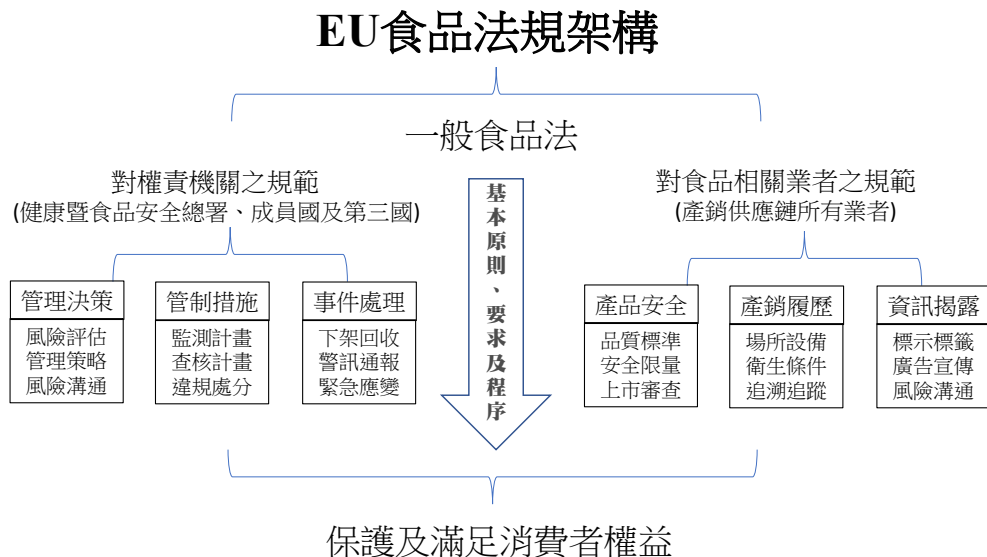 EU食品法規架構
一般食品法
對權責機關之規範
(健康暨食品安全總署、成員國及第三國)
管理決策
風險評估
管理策略
風險溝通
管制措施
監測計畫
查核計畫
違規處分
事件處理
下架回收
警訊通報
緊急應變
基本原則、要求及程序
對食品相關業者之規範
(產銷供應鏈所有業者)
產品安全
品質標準
安全限量
上市審查
產銷履歷
場所設備
衛生條件
追溯追蹤
資訊揭露
標示標籤
廣告宣傳
風險溝通
保護及滿足消費者權益